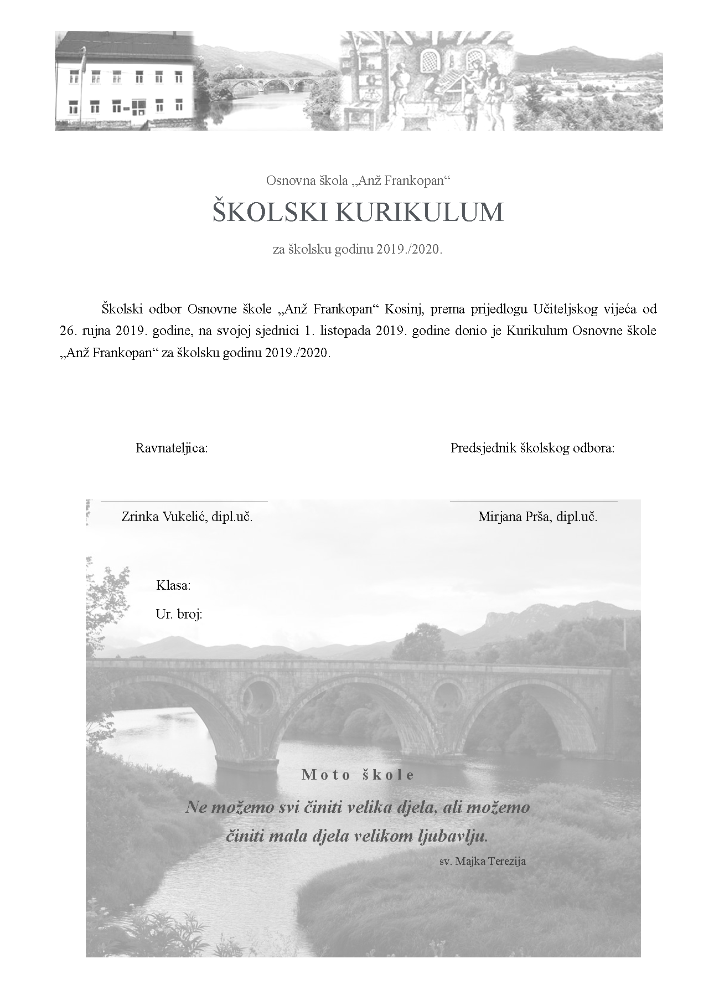 Osnovna škola „Anž Frankopan“
ŠKOLSKI KURIKULUM
za školsku godinu 2019./2020.
Školski odbor Osnovne škole „Anž Frankopan“ Kosinj, prema prijedlogu Učiteljskog vijeća od
26. rujna 2019. godine, na svojoj sjednici 1. listopada 2019. godine donio je Kurikulum Osnovne škole
„Anž Frankopan“ za školsku godinu 2019./2020.
Ravnateljica:
Predsjednik školskog odbora:
Zrinka Vukelić, dipl.uč.
Mirjana Prša, dipl.uč.
Klasa:
Ur. broj:
Moto škole
Ne možemo svi činiti velika djela, ali možemo
činiti mala djela velikom ljubavlju.
sv. Majka Terezija